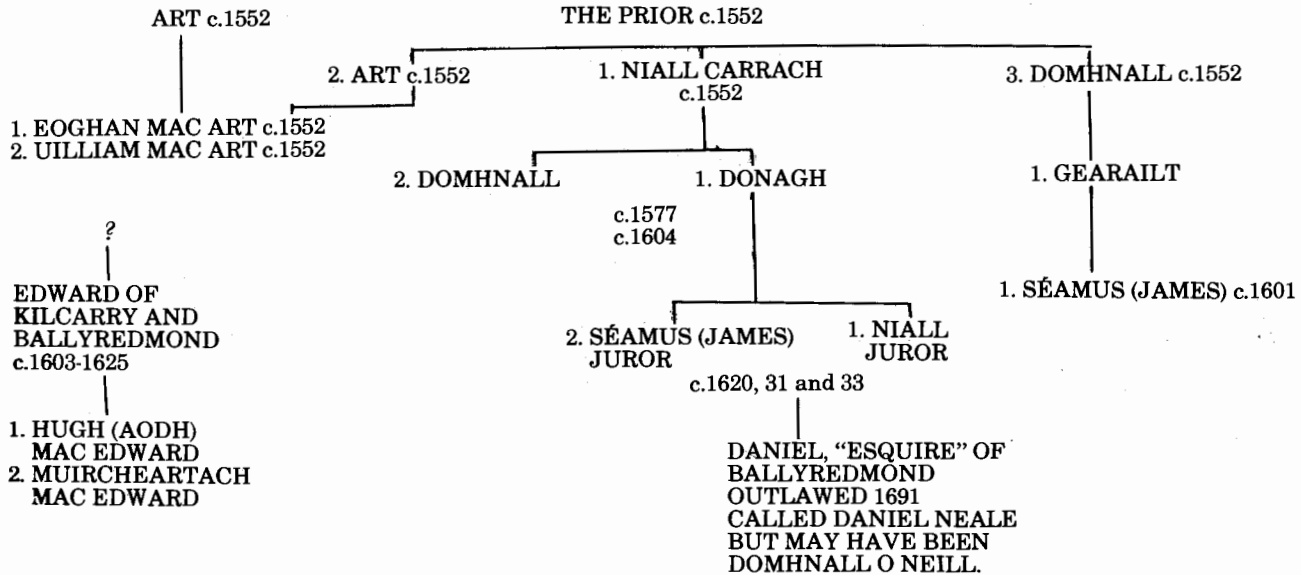 ART c.1552
THE PRIOR c.1552
2. ART c.1552
1. NIALL CARRACH
c.1552
3. DOMHNALL c.1552
1. EOGHAN MAC ART c.1552
2. UILLIAM MAC ART c.1552
2. DOMHNALL
1. DONAGH
1. GEARAILT
c.1577
c.1604
?
EDWARD OF
KILCARRY AND
BALLYREDMOND
c.1603-1625
1. SÉAMUS (JAMES) c.1601
2. SÉAMUS (JAMES)
JUROR
1. NIALL
JUROR
c.1620, 31 and 33
1. HUGH (AODH)
MAC EDWARD
2. MUIRCHEARTACH
MAC EDWARD
DANIEL, “ESQUIRE” OF
BALLYREDMOND
OUTLAWED 1691
CALLED DANIEL NEALE
BUT MAY HAVE BEEN
DOMHNALL O NEILL.